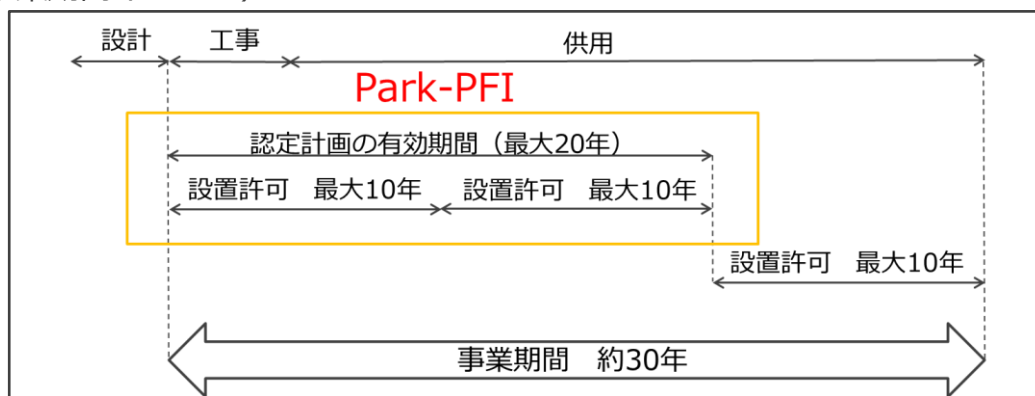 設計 工事 供用
Park-PFI
認定計画の有効期間（最大20年）
設置許可 最大10年 設置許可 最大10年
設置許可 最大10年
事業期間 約30年